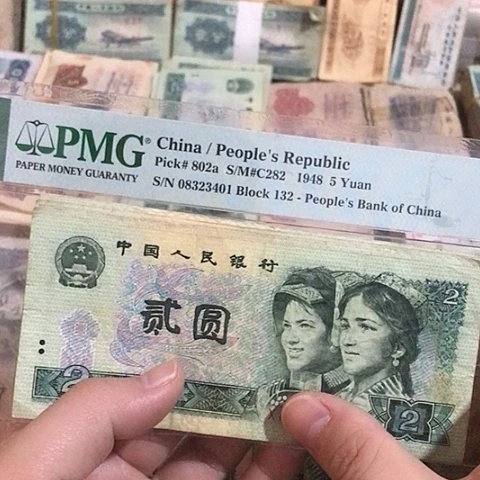 PMG®
PAPER MONEY GUARANTY
China / People's Republic
Pick# 802a S/M#C282 1948 5 Yuan
S/N 08323401 Block 132 - People's Bank of China
中国人民银行
贰圆
2
2
2